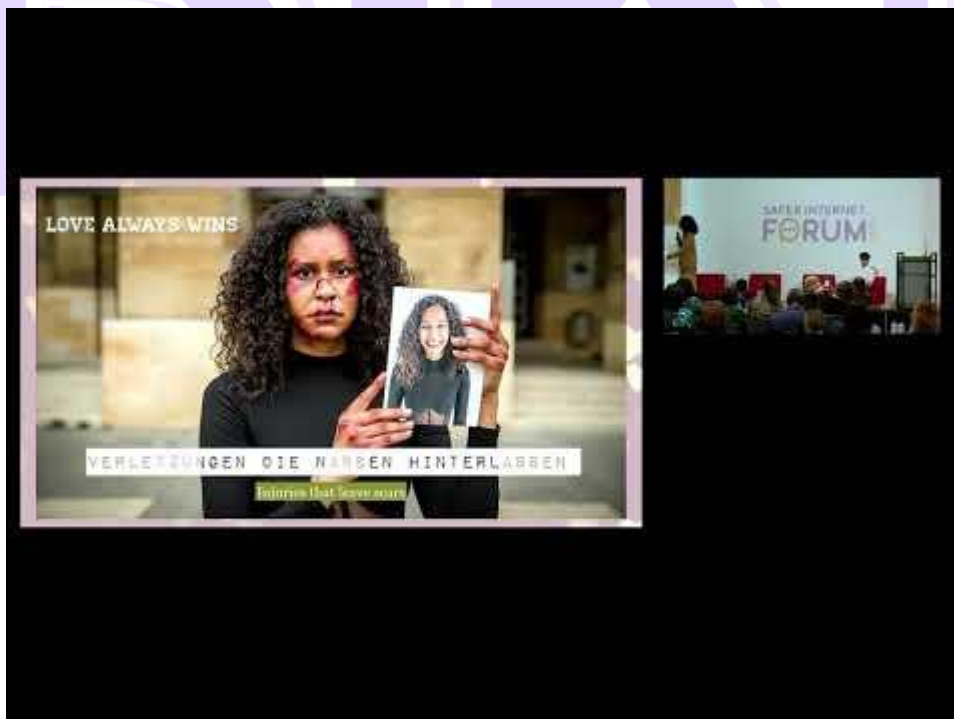 LOVE ALWAYS WINS
VERLETZUNGEN DIE NARBEN HINTERLASSEN
Injuries that leave scars
SAFER INTERNET
FORUM